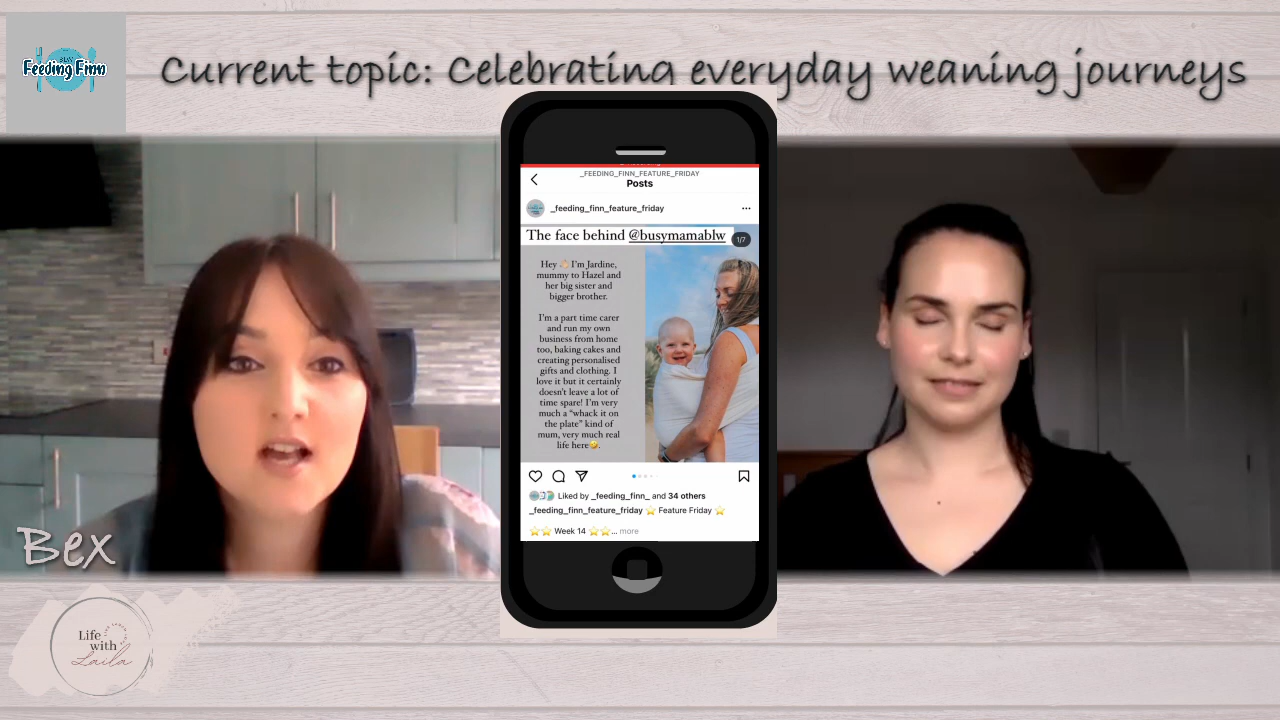 Feeding Finn
Current topic: Celebrating everyday weaning journeys
_FEEDING_FINN_FEATURE_FRIDAY
Posts
_feeding_finn_feature_friday
The face behind @busymamablw
1/7
Hey 👋🏻 I'm Jardine,
mummy to Hazel and
her big sister and
bigger brother.
I'm a part time carer
and run my own
business from home
too, baking cakes and
creating personalised
gifts and clothing. I
love it but it certainly
doesn't leave a lot of
time spare! I'm very
much a "whack it on
the plate" kind of
mum, very much real
life here🤣.
Liked by _feeding_finn_ and 34 others
_feeding_finn_feature_friday ⭐ Feature Friday ⭐
⭐⭐ Week 14 ⭐⭐... more
Bex
Life
with
Laila